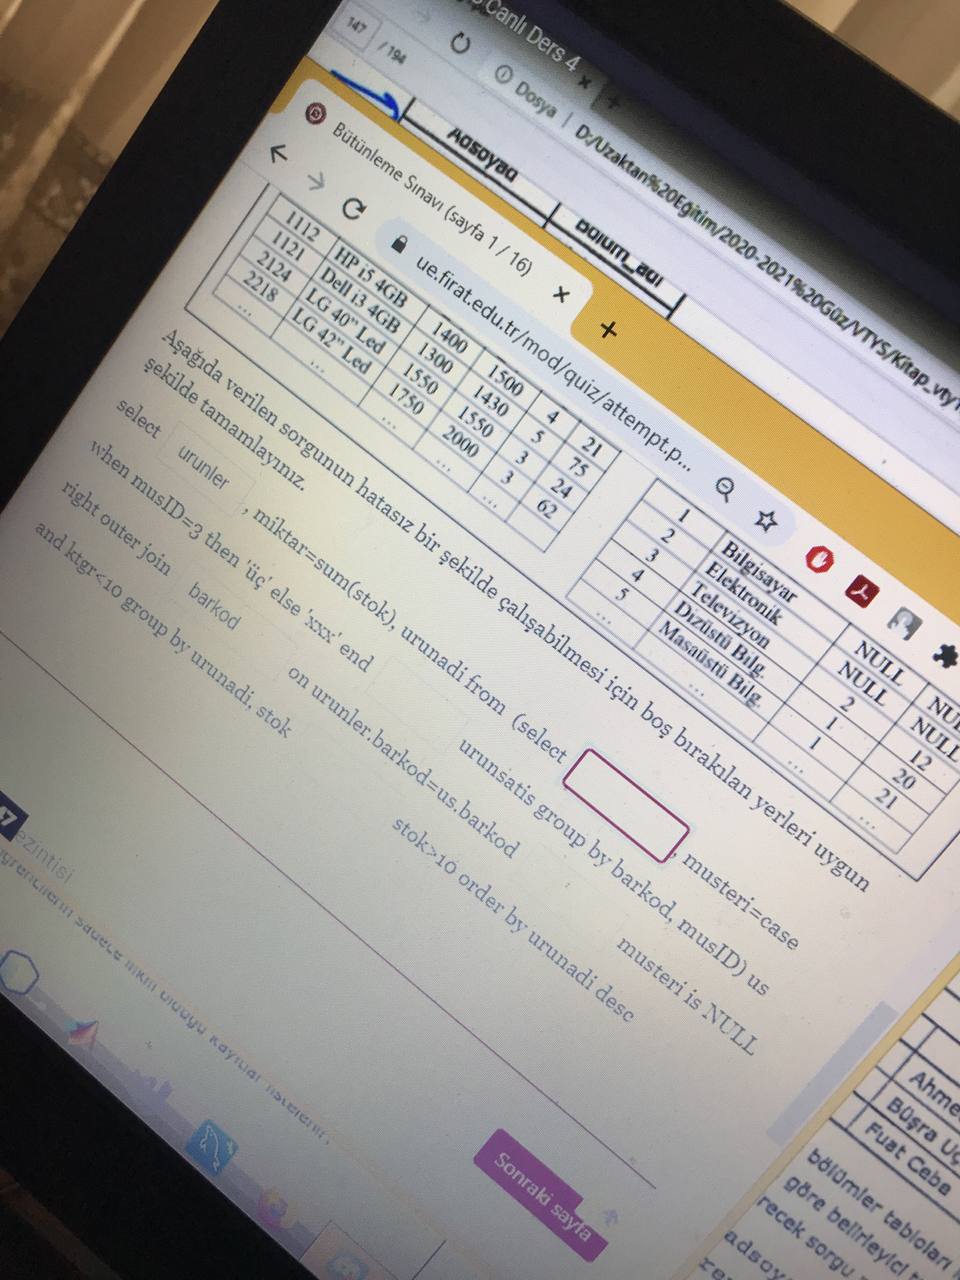 Canlı Ders 4
147 / 194
Dosya | D:/Uzaktan%20Eğitim/2020-2021%20Güz/VTYS/Kitap_vty
Adsoyad Bolum_adi
Bütünleme Sınavı (sayfa 1 / 16)
ue.firat.edu.tr/mod/quiz/attempt.p...
1112 HP i5 4GB 1400 1500 4 21
1121 Dell i3 4GB 1300 1430 5 75
2124 LG 40" Led 1550 1550 3 24
2218 LG 42" Led 1750 2000 3 62
... ... ... ... ...
1 Bilgisayar NULL NUL
2 Elektronik NULL NULL
3 Televizyon 2 12
4 Dizüstü Bilg. 1 20
5 Masaüstü Bilg. 1 21
... ... ... ...
Aşağıda verilen sorgunun hatasız bir şekilde çalışabilmesi için boş bırakılan yerleri uygun
şekilde tamamlayınız.
select urunler , miktar=sum(stok), urunadi from (select , musteri=case
when musID=3 then 'üç' else 'xxx' end urunsatis group by barkod, musID) us
right outer join barkod on urunler.barkod=us.barkod musteri is NULL
and ktgr<10 group by urunadi, stok stok>10 order by urunadi desc
47
ezintisi
Sonraki sayfa
Ahme
Büşra Uç
Fuat Cebe
bölümler tabloları
göre belirleyici
recek sorgu
adsoy